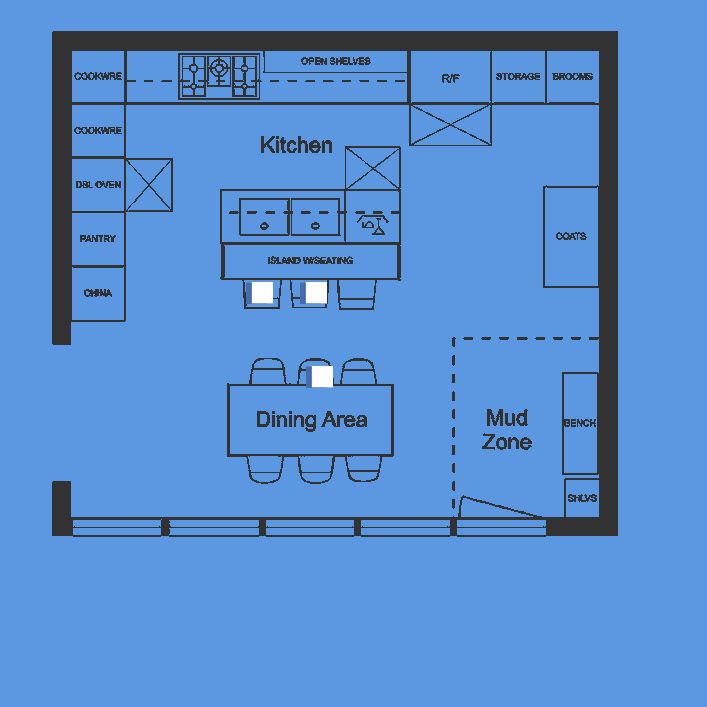 COOKWRE
OPEN SHELVES
R/F
STORAGE
BROOMS
COOKWRE
Kitchen
DBL OVEN
PANTRY
COATS
ISLAND W/SEATING
CHINA
Dining Area
Mud
Zone
BENCH
SHLVS